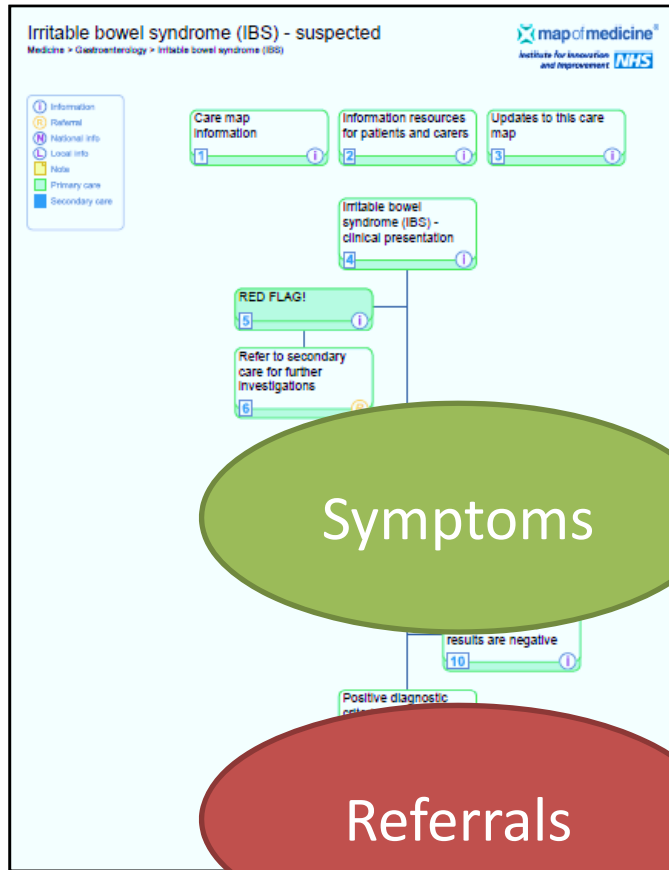 Irritable bowel syndrome (IBS) - suspected
Medicine > Gastroenterology > Irritable bowel syndrome (IBS)
mapofmedicine®
Institute for Innovation
and Improvement NHS
i Information
R Referral
N National info
L Local info
Note
Primary care
Secondary care
Care map
information
1 i
Information resources
for patients and carers
2 i
Updates to this care
map
3 i
Irritable bowel
syndrome (IBS) -
clinical presentation
4 i
RED FLAG!
5 i
Refer to secondary
care for further
investigations
6 R
Symptoms
results are negative
10 i
Positive diagnostic
Referrals